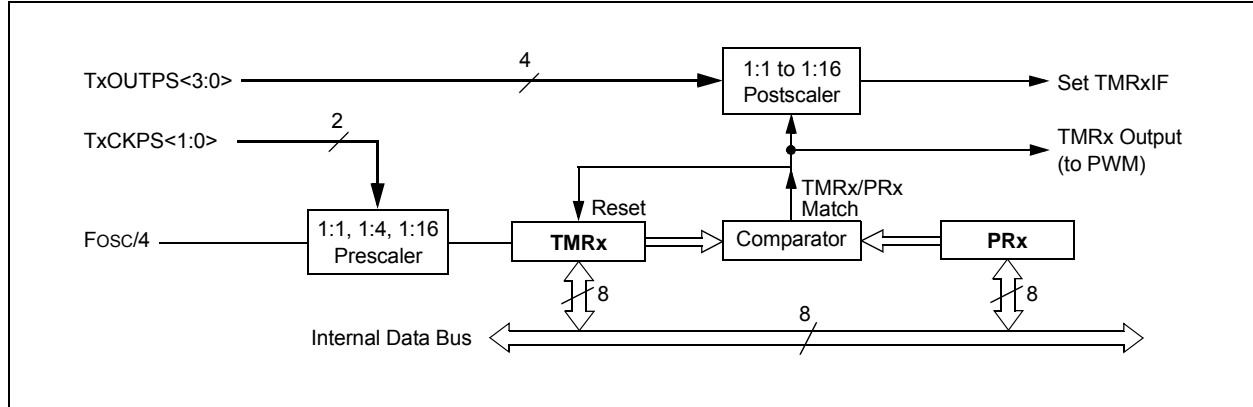 TxOUTPS<3:0>
4
1:1 to 1:16
Postscaler
Set TMRxIF
TxCKPS<1:0>
2
TMRx Output
(to PWM)
TMRx/PRx
Match
Reset
FOSC/4
1:1, 1:4, 1:16
Prescaler
TMRx
Comparator
PRx
8
8
8
Internal Data Bus